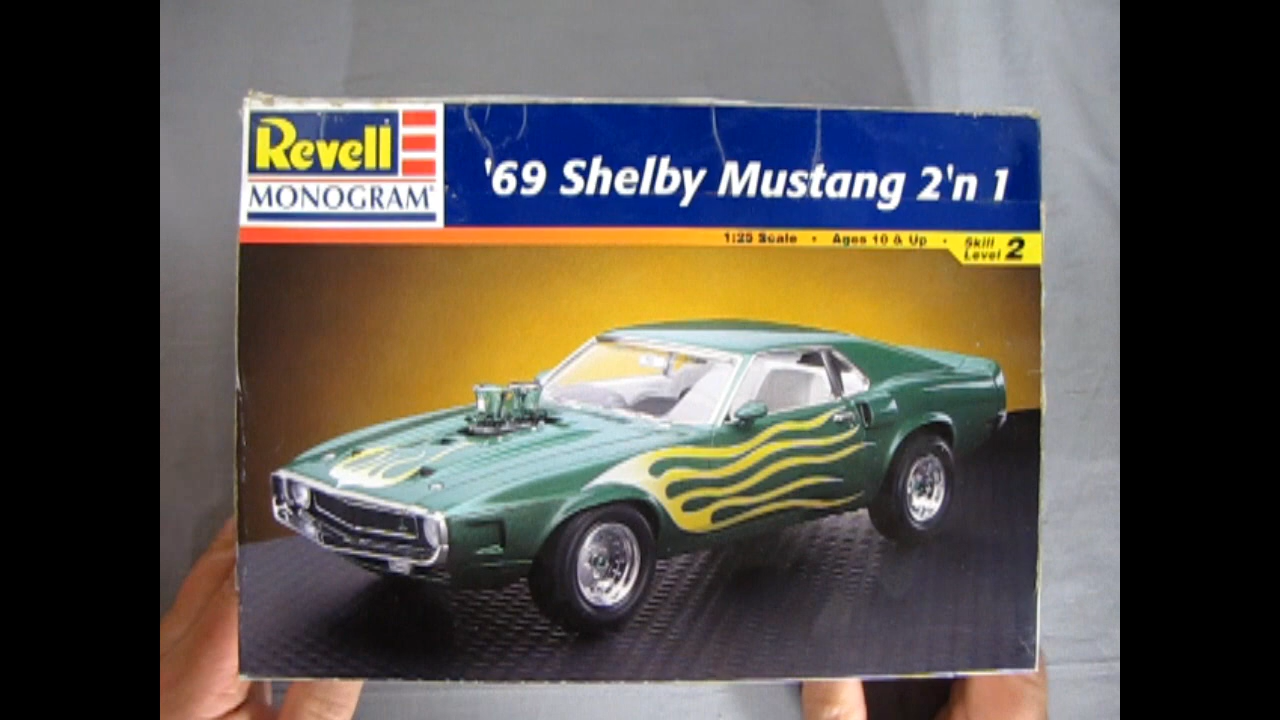 Revell
MONOGRAM
'69 Shelby Mustang 2'n 1
1:25 Scale • Ages 10 & Up • Skill Level 2